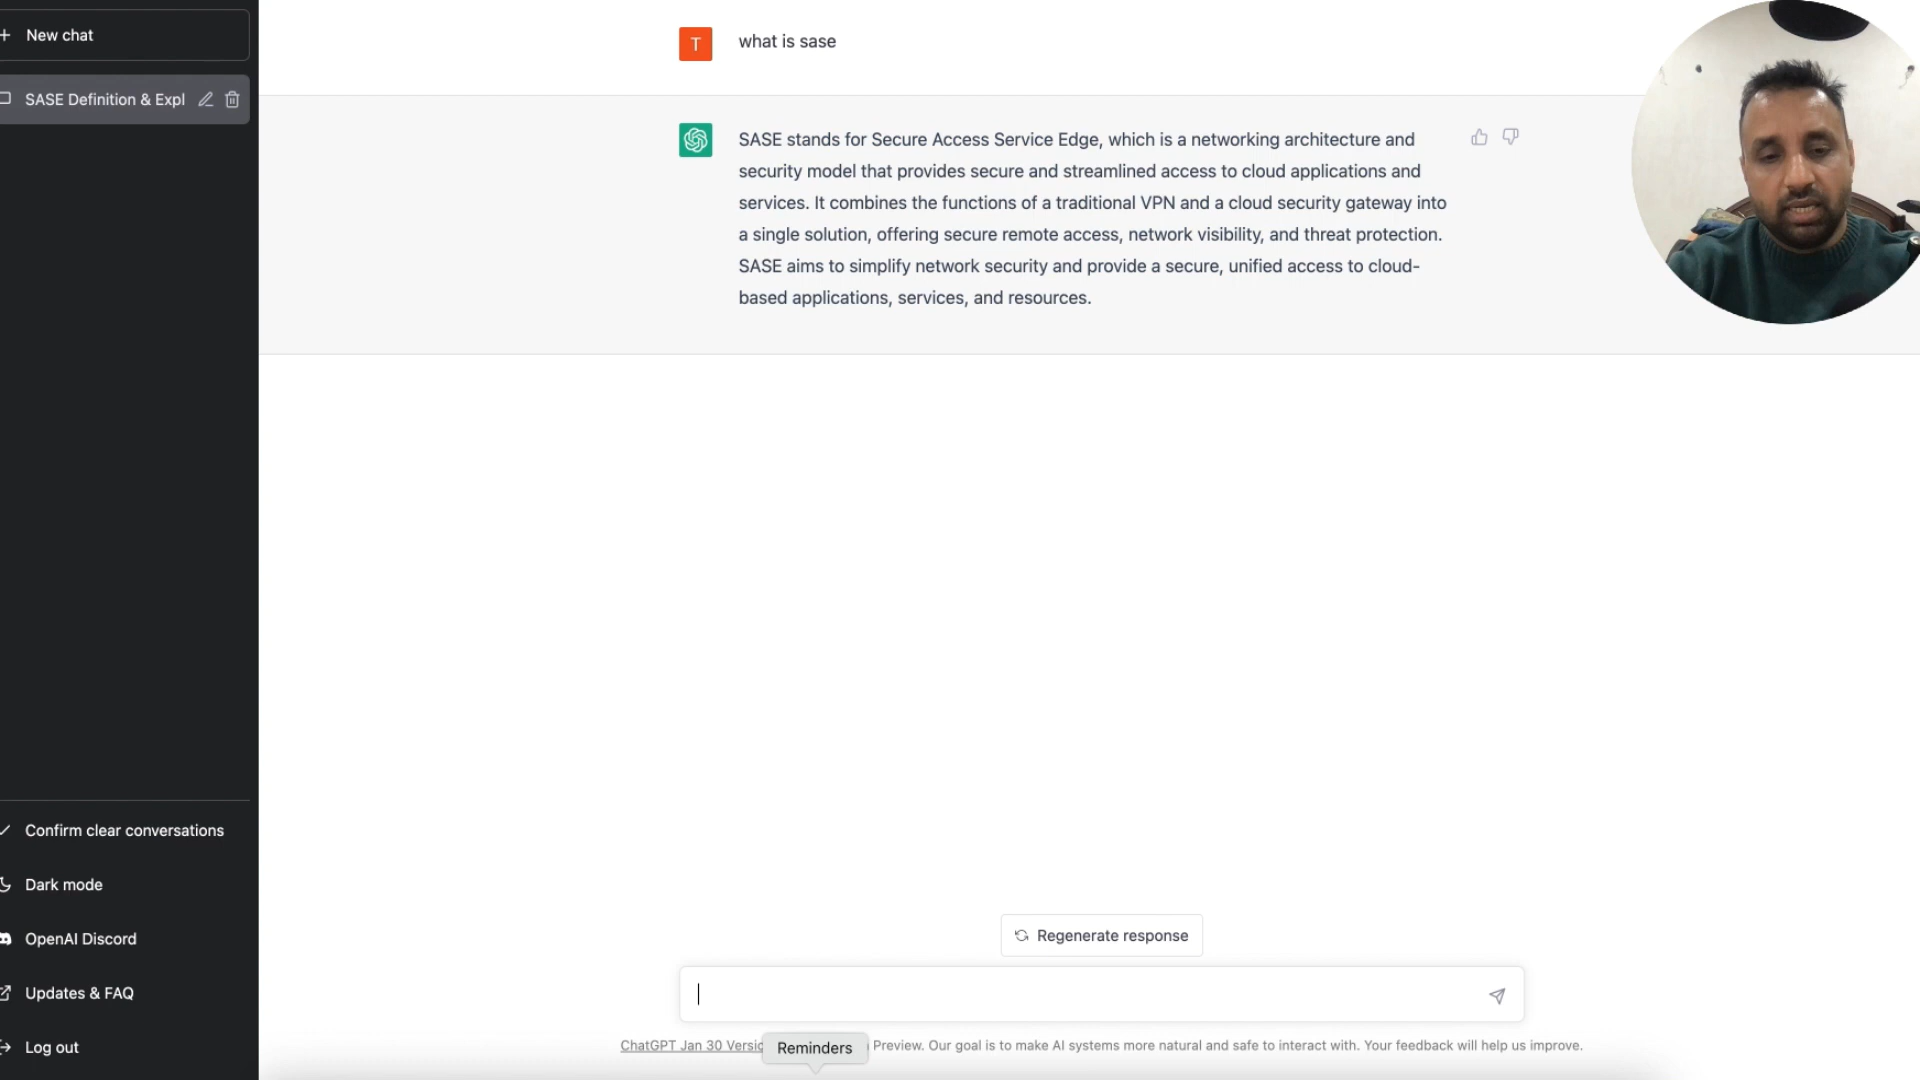 New chat
SASE Definition & Expl
Confirm clear conversations
Dark mode
OpenAI Discord
Updates & FAQ
Log out
T
what is sase
SASE stands for Secure Access Service Edge, which is a networking architecture and
security model that provides secure and streamlined access to cloud applications and
services. It combines the functions of a traditional VPN and a cloud security gateway into
a single solution, offering secure remote access, network visibility, and threat protection.
SASE aims to simplify network security and provide a secure, unified access to cloud-
based applications, services, and resources.
Regenerate response
ChatGPT Jan 30 Versio Preview. Our goal is to make AI systems more natural and safe to interact with. Your feedback will help us improve.
Reminders